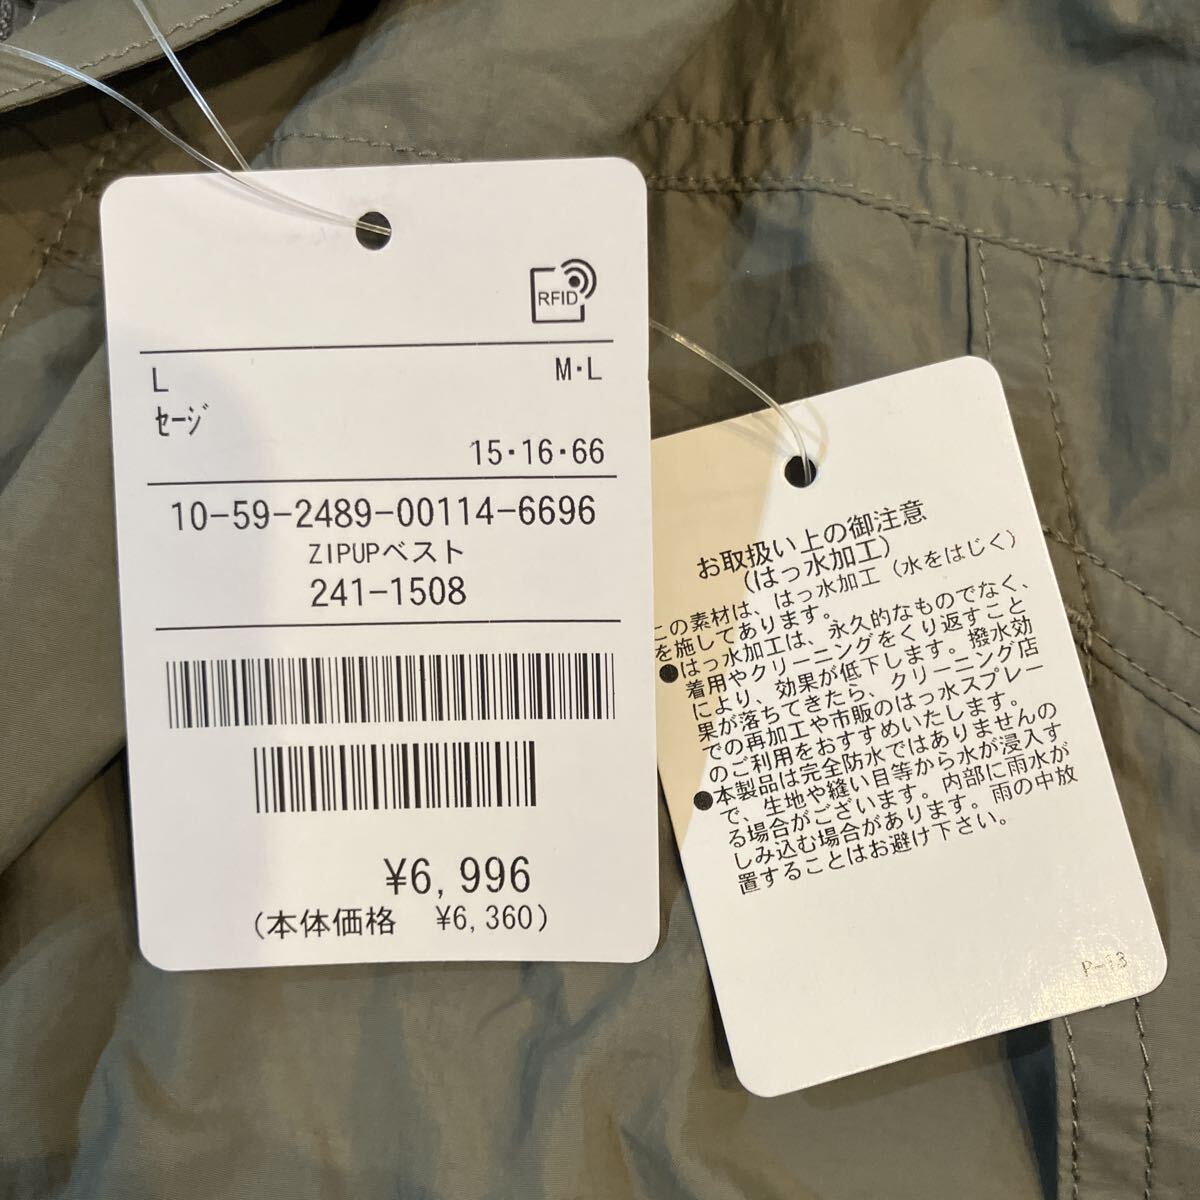 RFID
L
M・L
セージ
15・16・66
10-59-2489-00114-6696
ZIPUPベスト
241-1508
¥6,996
(本体価格 ¥6,360)
お取扱い上の御注意
(はっ水加工)
この素材は、はっ水加工（水をはじく）
を施してあります。
●はっ水加工は、永久的なものでなく、
着用やクリーニングをくり返すこと
により、効果が低下します。撥水効
果が落ちてきたら、クリーニング店
での再加工や市販のはっ水スプレー
のご利用をおすすめいたします。
●本製品は完全防水ではありませんの
で、生地や縫い目等から水が浸入す
る場合がございます。内部に雨水が
しみ込む場合があります。雨の中放
置することはお避け下さい。
P-13